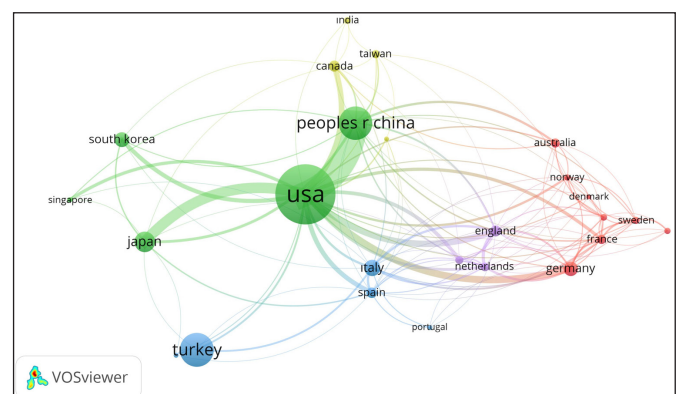 india
taiwan
canada
peoples r china
south korea
australia
norway
usa
denmark
singapore
sweden
england
japan
france
italy
netherlands
germany
spain
portugal
turkey
VOSviewer